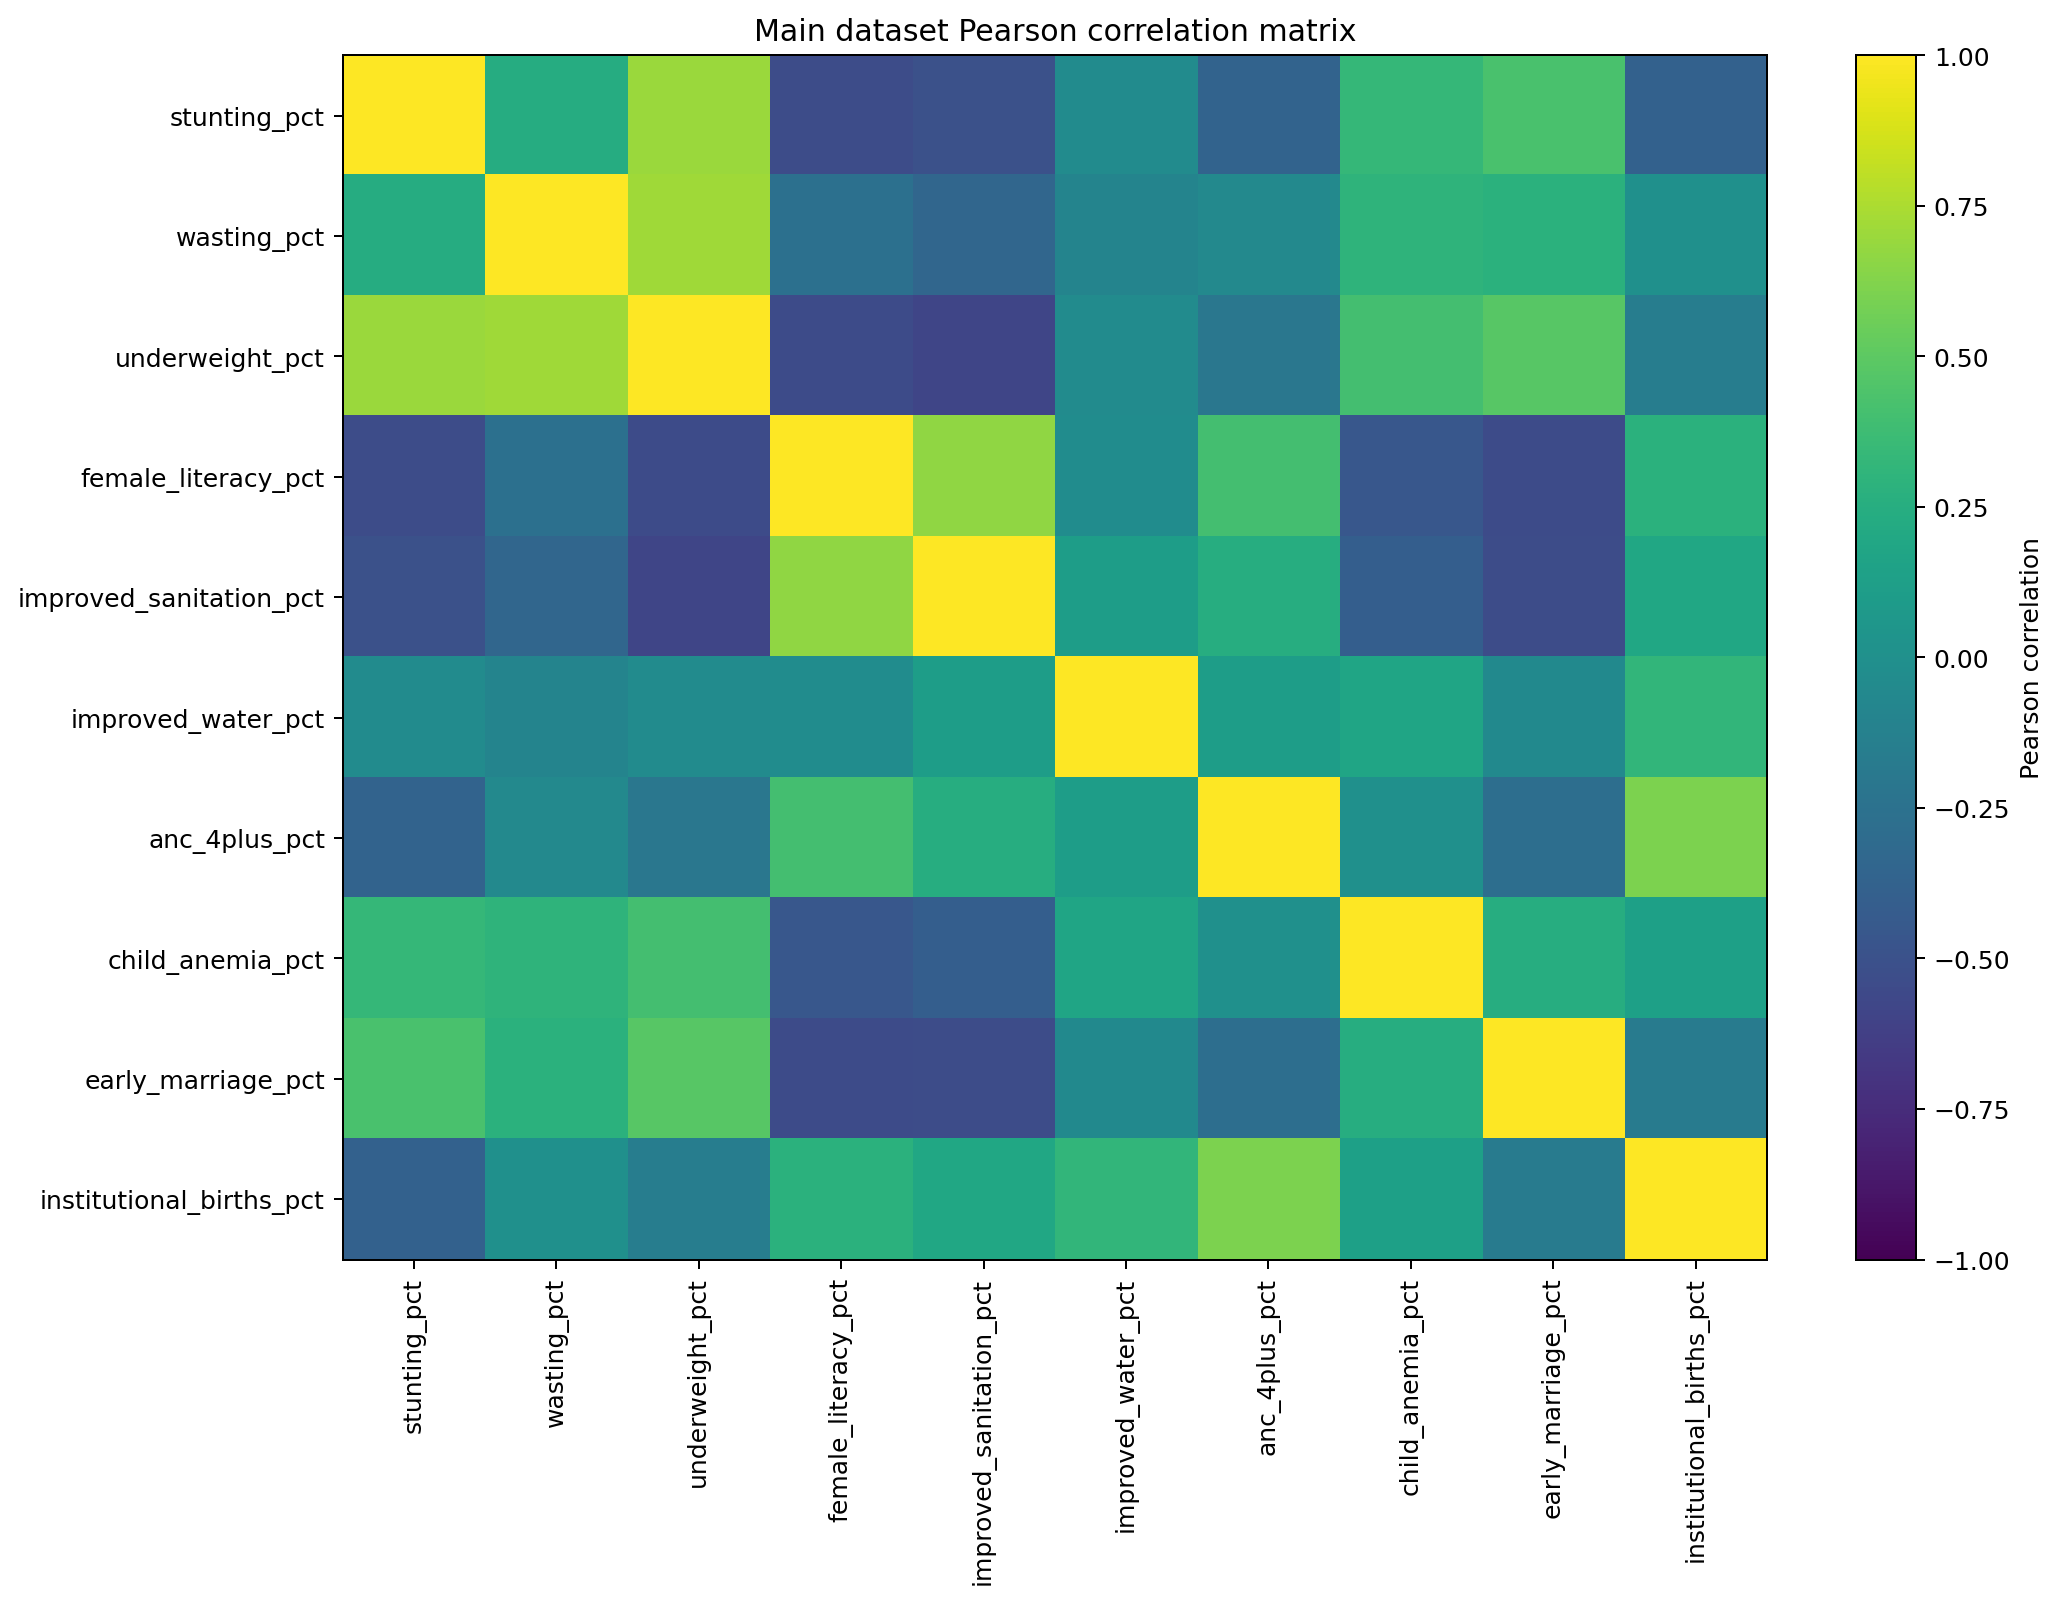 Main dataset Pearson correlation matrix
stunting_pct
wasting_pct
underweight_pct
female_literacy_pct
improved_sanitation_pct
improved_water_pct
anc_4plus_pct
child_anemia_pct
early_marriage_pct
institutional_births_pct
stunting_pct
wasting_pct
underweight_pct
female_literacy_pct
improved_sanitation_pct
improved_water_pct
anc_4plus_pct
child_anemia_pct
early_marriage_pct
institutional_births_pct
1.00
0.75
0.50
0.25
0.00
−0.25
−0.50
−0.75
−1.00
Pearson correlation